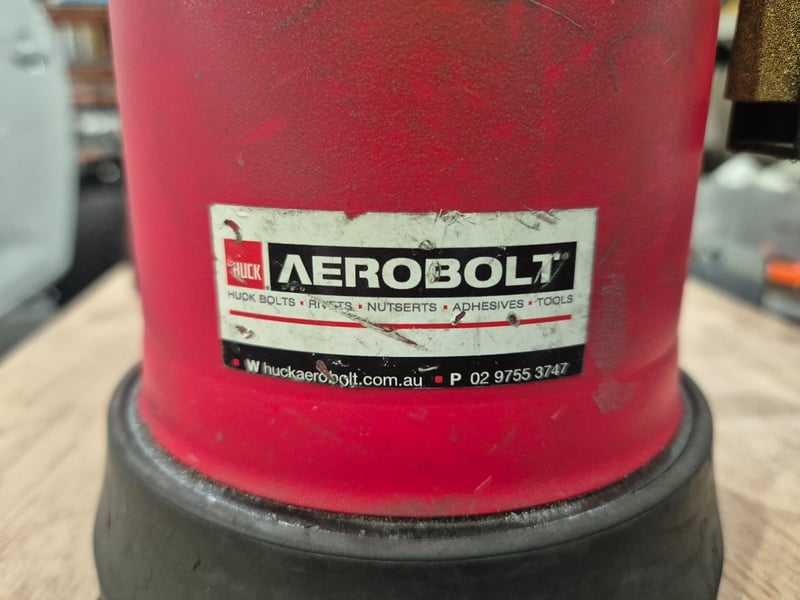 HUCK AEROBOLT®
HUCK BOLTS ▪ RIVETS ▪ NUTSERTS ▪ ADHESIVES ▪ TOOLS
▪ W huckaerobolt.com.au ▪ P 02 9755 3747